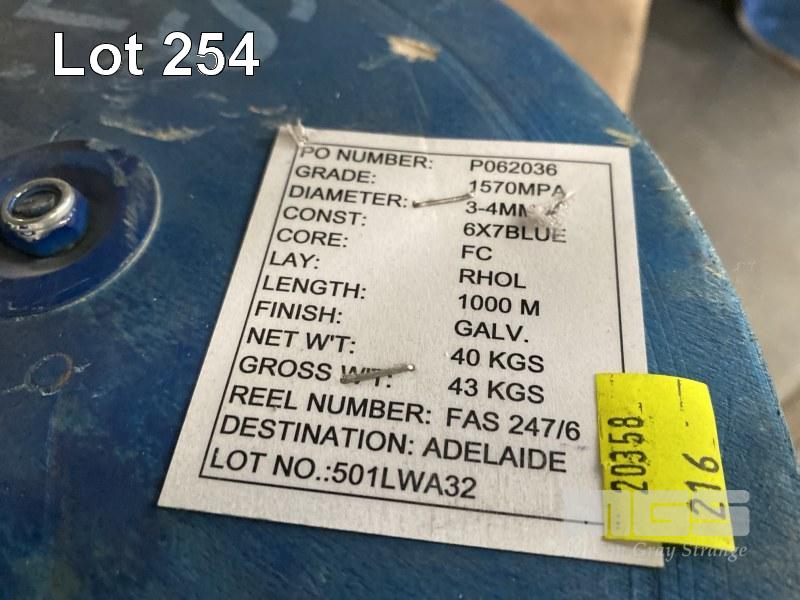 Lot 254
PO NUMBER: P062036
GRADE: 1570MPA
DIAMETER: 3-4MM
CONST: 6X7BLUE
CORE: FC
LAY: RHOL
LENGTH: 1000 M
FINISH: GALV.
NET W'T: 40 KGS
GROSS W'T: 43 KGS
REEL NUMBER: FAS 247/6
DESTINATION: ADELAIDE
LOT NO.:501LWA32
20358
216
MGS
Mason Gray Strange